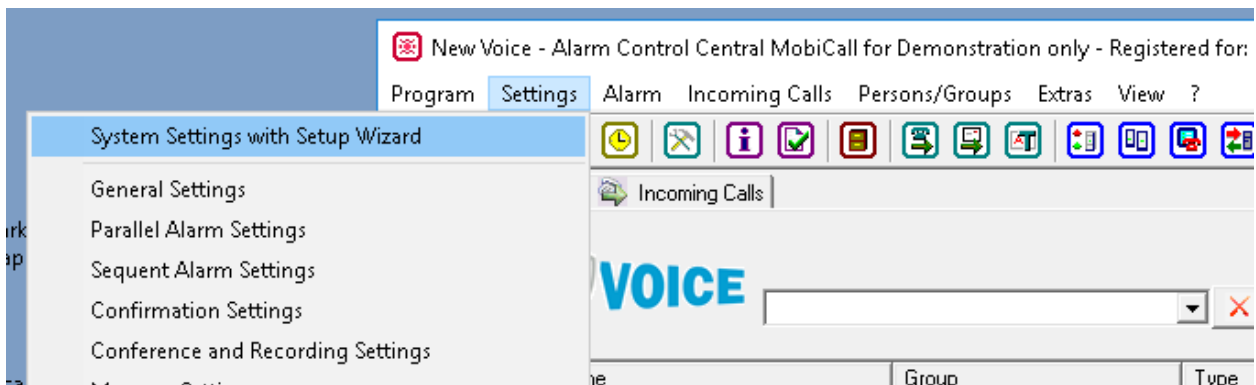 New Voice - Alarm Control Central MobiCall for Demonstration only - Registered for:
Program Settings Alarm Incoming Calls Persons/Groups Extras View ?
System Settings with Setup Wizard
General Settings
Incoming Calls
Parallel Alarm Settings
Sequent Alarm Settings
VOICE
Confirmation Settings
Conference and Recording Settings
Group Type